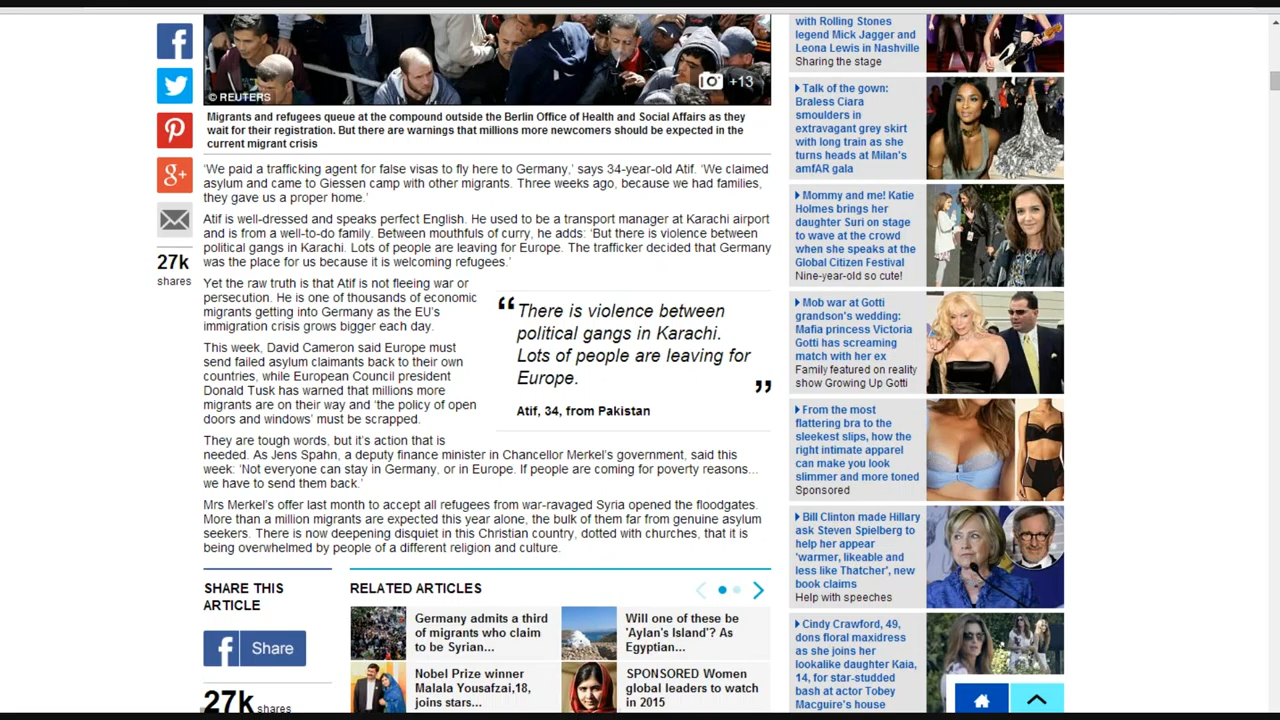 +13
© REUTERS
Migrants and refugees queue at the compound outside the Berlin Office of Health and Social Affairs as they
wait for their registration. But there are warnings that millions more newcomers should be expected in the
current migrant crisis
'We paid a trafficking agent for false visas to fly here to Germany,' says 34-year-old Atif. 'We claimed
asylum and came to Giessen camp with other migrants. Three weeks ago, because we had families,
they gave us a proper home.'
Atif is well-dressed and speaks perfect English. He used to be a transport manager at Karachi airport
and is from a well-to-do family. Between mouthfuls of curry, he adds: 'But there is violence between
political gangs in Karachi. Lots of people are leaving for Europe. The trafficker decided that Germany
was the place for us because it is welcoming refugees.'
27k
shares
Yet the raw truth is that Atif is not fleeing war or
persecution. He is one of thousands of economic
migrants getting into Germany as the EU's
immigration crisis grows bigger each day.
This week, David Cameron said Europe must
send failed asylum claimants back to their own
countries, while European Council president
Donald Tusk has warned that millions more
migrants are on their way and 'the policy of open
doors and windows' must be scrapped.
“There is violence between
political gangs in Karachi.
Lots of people are leaving for
Europe. ”
Atif, 34, from Pakistan
They are tough words, but it's action that is
needed. As Jens Spahn, a deputy finance minister in Chancellor Merkel's government, said this
week: 'Not everyone can stay in Germany, or in Europe. If people are coming for poverty reasons...
we have to send them back.'
Mrs Merkel's offer last month to accept all refugees from war-ravaged Syria opened the floodgates.
More than a million migrants are expected this year alone, the bulk of them far from genuine asylum
seekers. There is now deepening disquiet in this Christian country, dotted with churches, that it is
being overwhelmed by people of a different religion and culture.
SHARE THIS
ARTICLE
f Share
27k shares
RELATED ARTICLES
Germany admits a third
of migrants who claim
to be Syrian...
Will one of these be
'Aylan's Island'? As
Egyptian...
Nobel Prize winner
Malala Yousafzai,18,
joins stars...
SPONSORED Women
global leaders to watch
in 2015
with Rolling Stones
legend Mick Jagger and
Leona Lewis in Nashville
Sharing the stage
Talk of the gown:
Braless Ciara
smoulders in
extravagant grey skirt
with long train as she
turns heads at Milan's
amfAR gala
Mommy and me! Katie
Holmes brings her
daughter Suri on stage
to wave at the crowd
when she speaks at the
Global Citizen Festival
Nine-year-old so cute!
Mob war at Gotti
grandson's wedding:
Mafia princess Victoria
Gotti has screaming
match with her ex
Family featured on reality
show Growing Up Gotti
From the most
flattering bra to the
sleekest slips, how the
right intimate apparel
can make you look
slimmer and more toned
Sponsored
Bill Clinton made Hillary
ask Steven Spielberg to
help her appear
'warmer, likeable and
less like Thatcher', new
book claims
Help with speeches
Cindy Crawford, 49,
dons floral maxidress
as she joins her
lookalike daughter Kaia,
14, for star-studded
bash at actor Tobey
Macguire's house